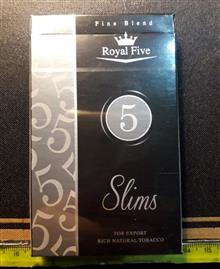 Fine Blend
Royal Five
5
Slims
FOR EXPORT
RICH NATURAL TOBACCO